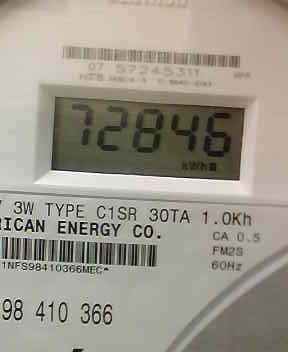 07 57245311
72846
kWh
3W TYPE C1SR 30TA 1.0Kh
RICAN ENERGY CO. CA 0.5
FM2S
1NFS98410366MEC* 60Hz
98 410 366